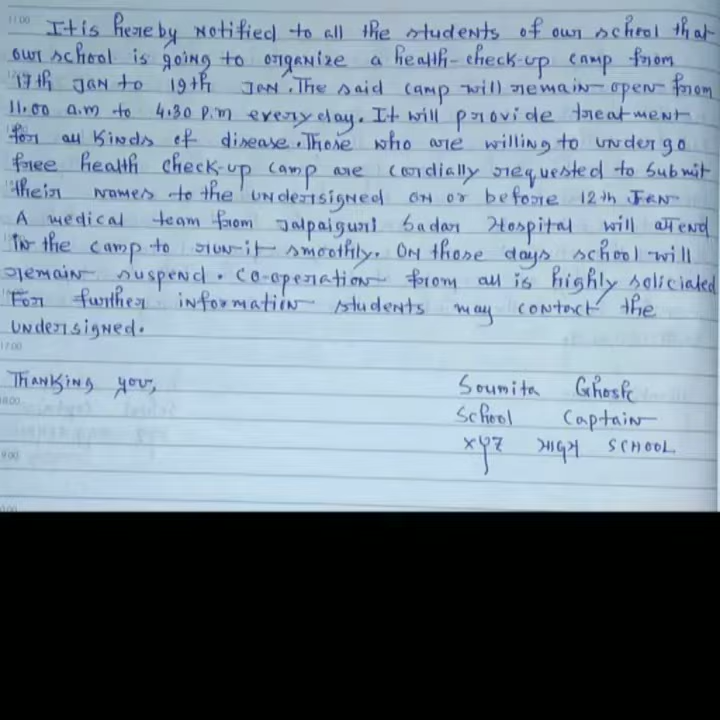 It is hereby notified to all the students of our school that
our school is going to organize a health-check-up camp from
17th Jan to 19th Jan. The said camp will remain open from
11.00 a.m to 4.30 P.m every day. It will provide treatment
for all kinds of disease. Those who are willing to undergo
free health check-up camp are cordially requested to submit
their names to the undersigned on or before 12th Jan
A medical team from Jalpaiguri Sadar Hospital will attend
in the camp to run it smoothly. On those days school will
remain suspend. Co-operation from all is highly soliciated
For further information students may contact the
undersigned.
17:00
Thanking you,
Soumita Ghosh
School Captain
XYZ High SCHOOL